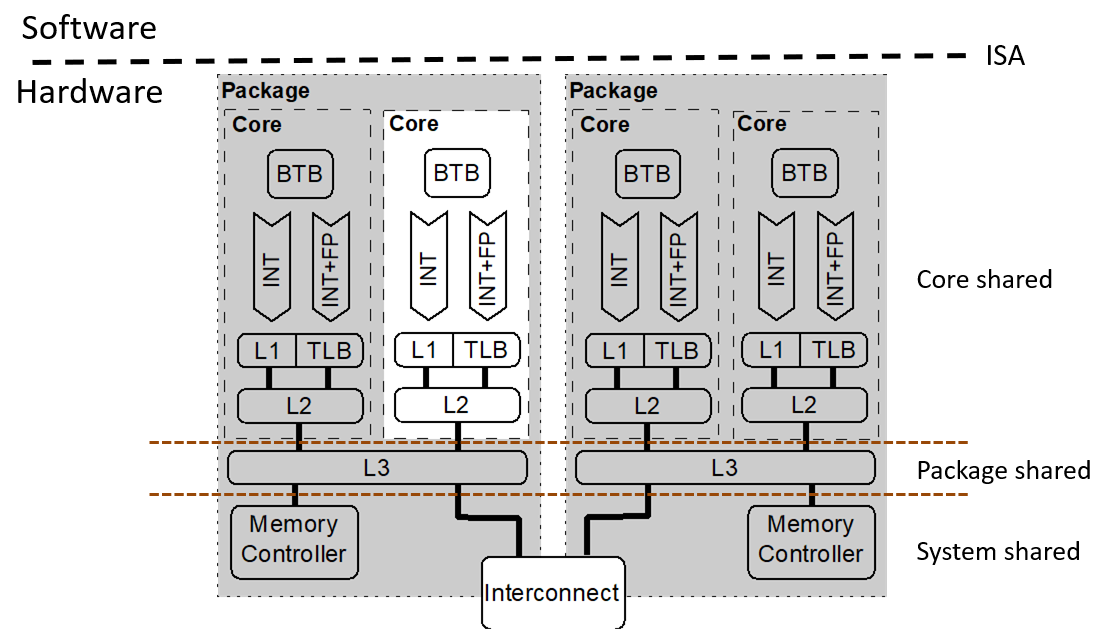 Software
ISA
Hardware
Package
Core
Core
BTB
BTB
INT
INT+FP
INT
INT+FP
L1
TLB
L1
TLB
L2
L2
L3
Memory
Controller
Package
Core
Core
BTB
BTB
INT
INT+FP
INT
INT+FP
L1
TLB
L1
TLB
L2
L2
L3
Memory
Controller
Interconnect
Core shared
Package shared
System shared